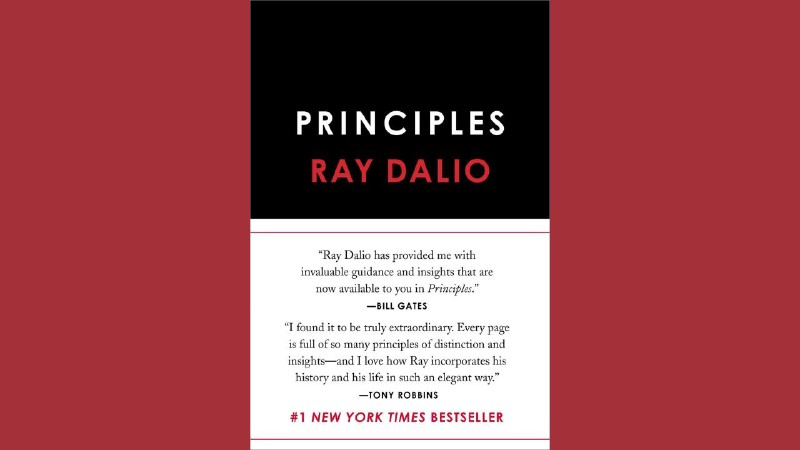 PRINCIPLES
RAY DALIO
“Ray Dalio has provided me with
invaluable guidance and insights that are
now available to you in Principles.”
—BILL GATES
“I found it to be truly extraordinary. Every page
is full of so many principles of distinction and
insights—and I love how Ray incorporates his
history and his life in such an elegant way.”
—TONY ROBBINS
#1 NEW YORK TIMES BESTSELLER